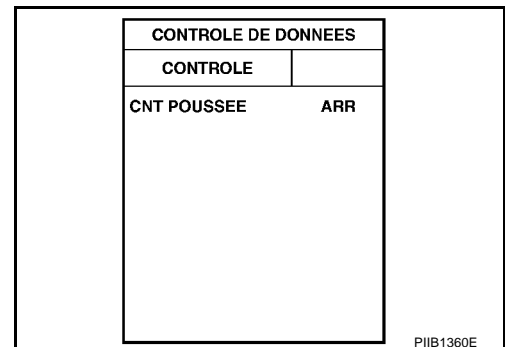 CONTROLE DE DONNEES
CONTROLE
CNT POUSSEE ARR
PIIB1360E